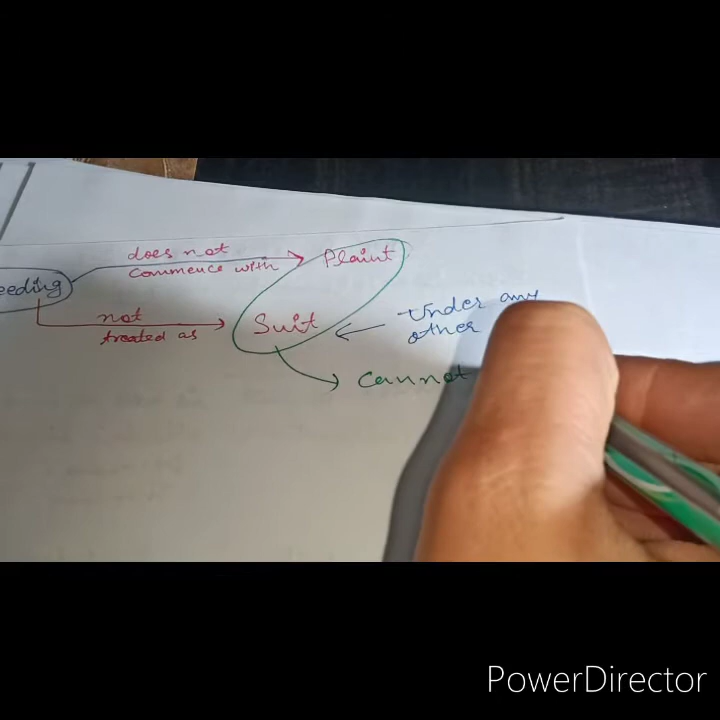 does not
commence with
Plaint
eeding
not
treated as
Suit
Under any
other
cannot
PowerDirector